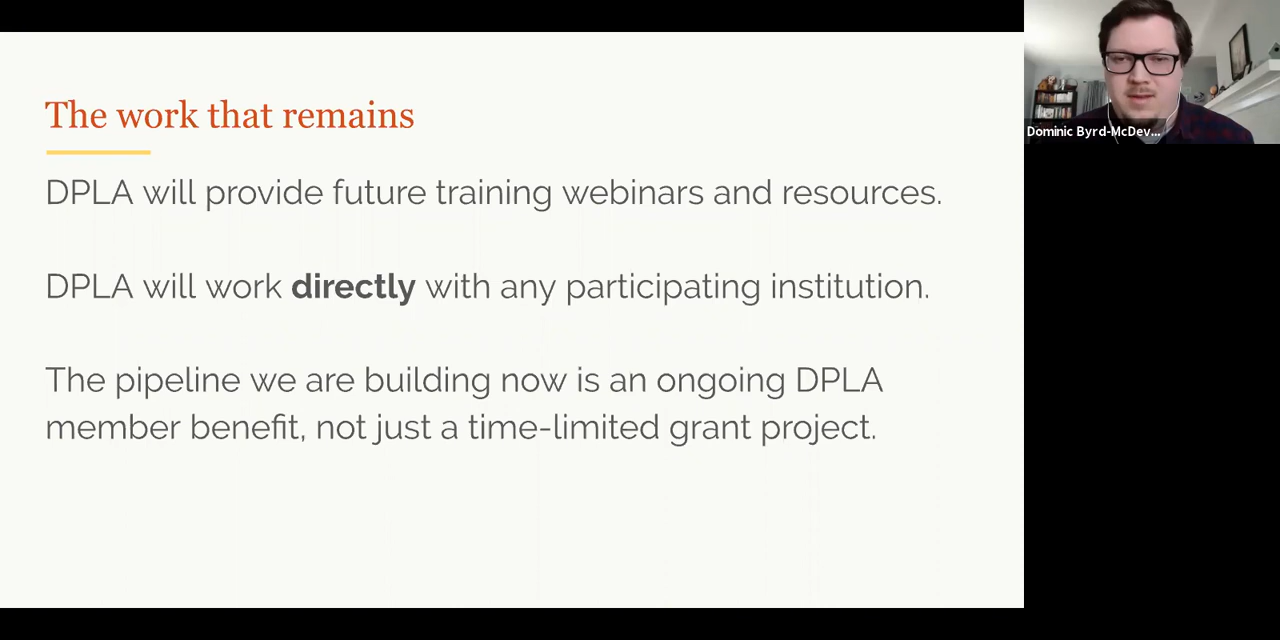 The work that remains
DPLA will provide future training webinars and resources.
DPLA will work directly with any participating institution.
The pipeline we are building now is an ongoing DPLA
member benefit, not just a time-limited grant project.
Dominic Byrd-McDev...